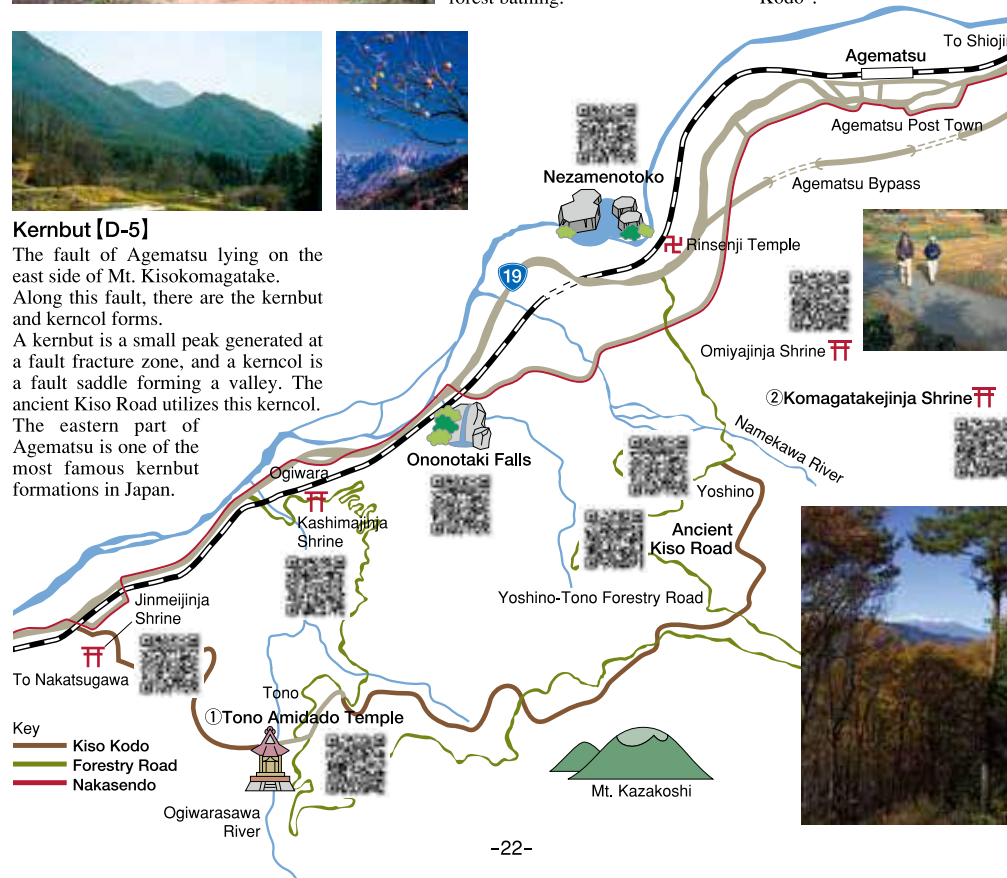 forest bathing.
Kodo".
Kernbut【D-5】
The fault of Agematsu lying on the
east side of Mt. Kisokomagatake.
Along this fault, there are the kernbut
and kerncol forms.
A kernbut is a small peak generated at
a fault fracture zone, and a kerncol is
a fault saddle forming a valley. The
ancient Kiso Road utilizes this kerncol.
The eastern part of
Agematsu is one of the
most famous kernbut
formations in Japan.
To Shioji
Agematsu
Agematsu Post Town
Agematsu Bypass
Nezamenotoko
Rinsenji Temple
19
Omiyajinja Shrine
②Komagatakejinja Shrine
Namekawa River
Ononotaki Falls
Ogiwara
Kashimajinja
Shrine
Yoshino
Ancient
Kiso Road
Yoshino-Tono Forestry Road
Jinmeijinja
Shrine
To Nakatsugawa
Tono
①Tono Amidado Temple
Key
Kiso Kodo
Forestry Road
Nakasendo
Ogiwarasawa
River
Mt. Kazakoshi
-22-